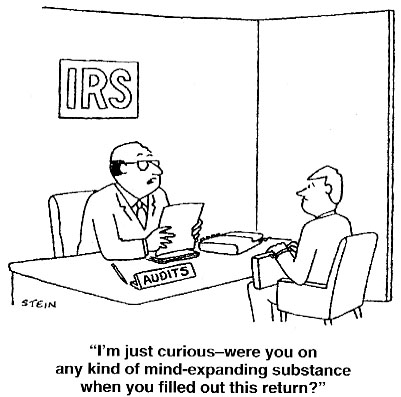 IRS
AUDITS
STEIN
“I'm just curious–were you on
any kind of mind-expanding substance
when you filled out this return?”